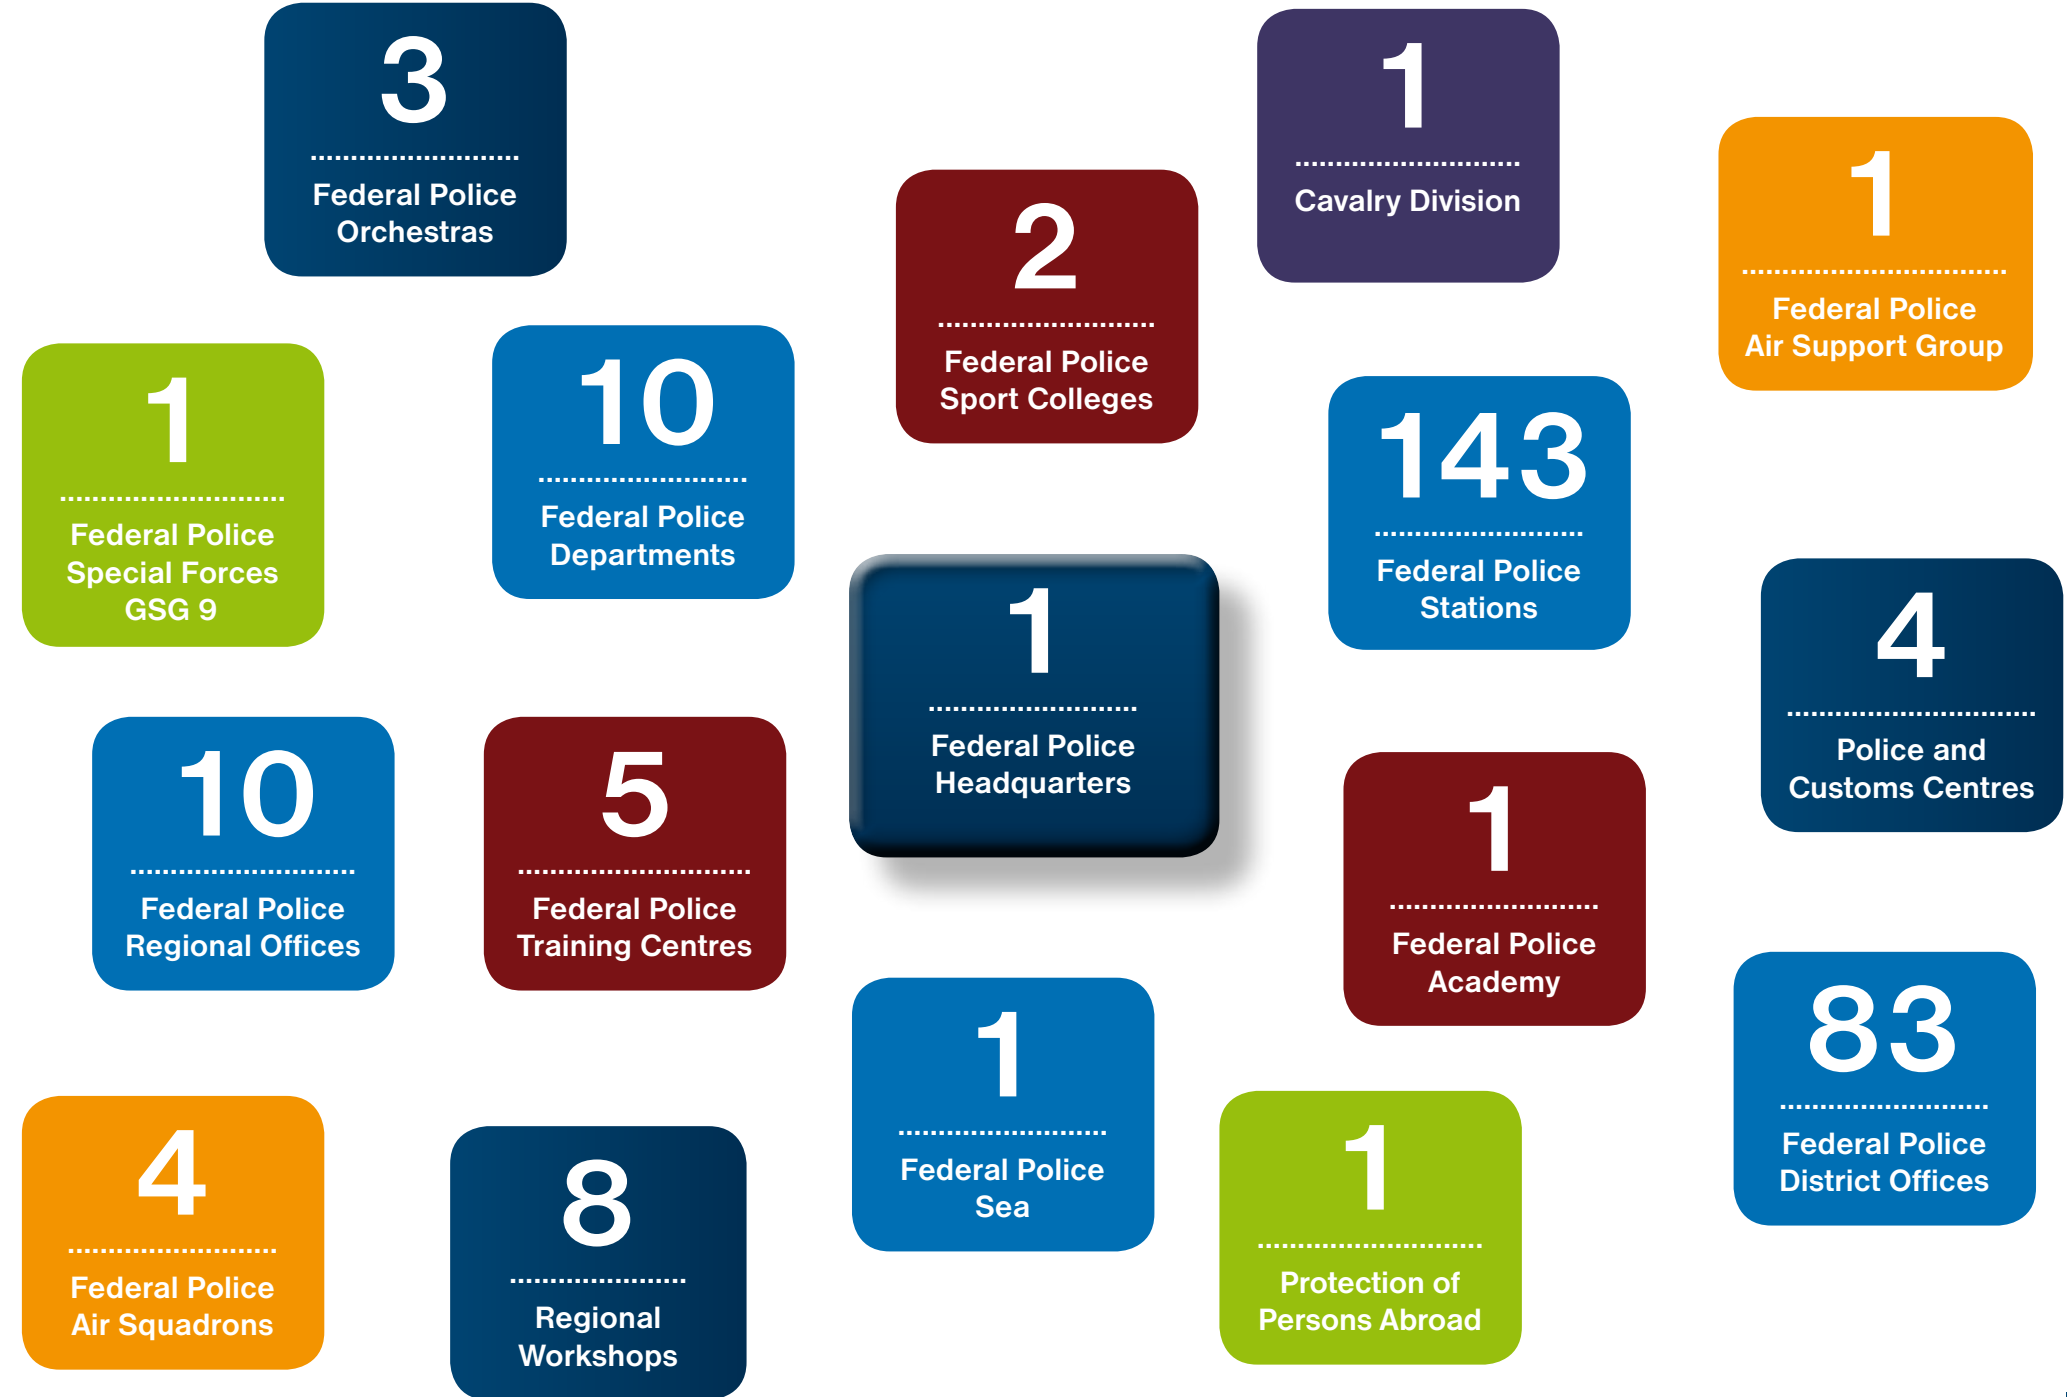 3
Federal Police
Orchestras
1
Cavalry Division
1
Federal Police
Air Support Group
2
Federal Police
Sport Colleges
1
Federal Police
Special Forces
GSG 9
10
Federal Police
Departments
143
Federal Police
Stations
1
Federal Police
Headquarters
4
Police and
Customs Centres
10
Federal Police
Regional Offices
5
Federal Police
Training Centres
1
Federal Police
Academy
83
Federal Police
District Offices
1
Federal Police
Sea
4
Federal Police
Air Squadrons
8
Regional
Workshops
1
Protection of
Persons Abroad